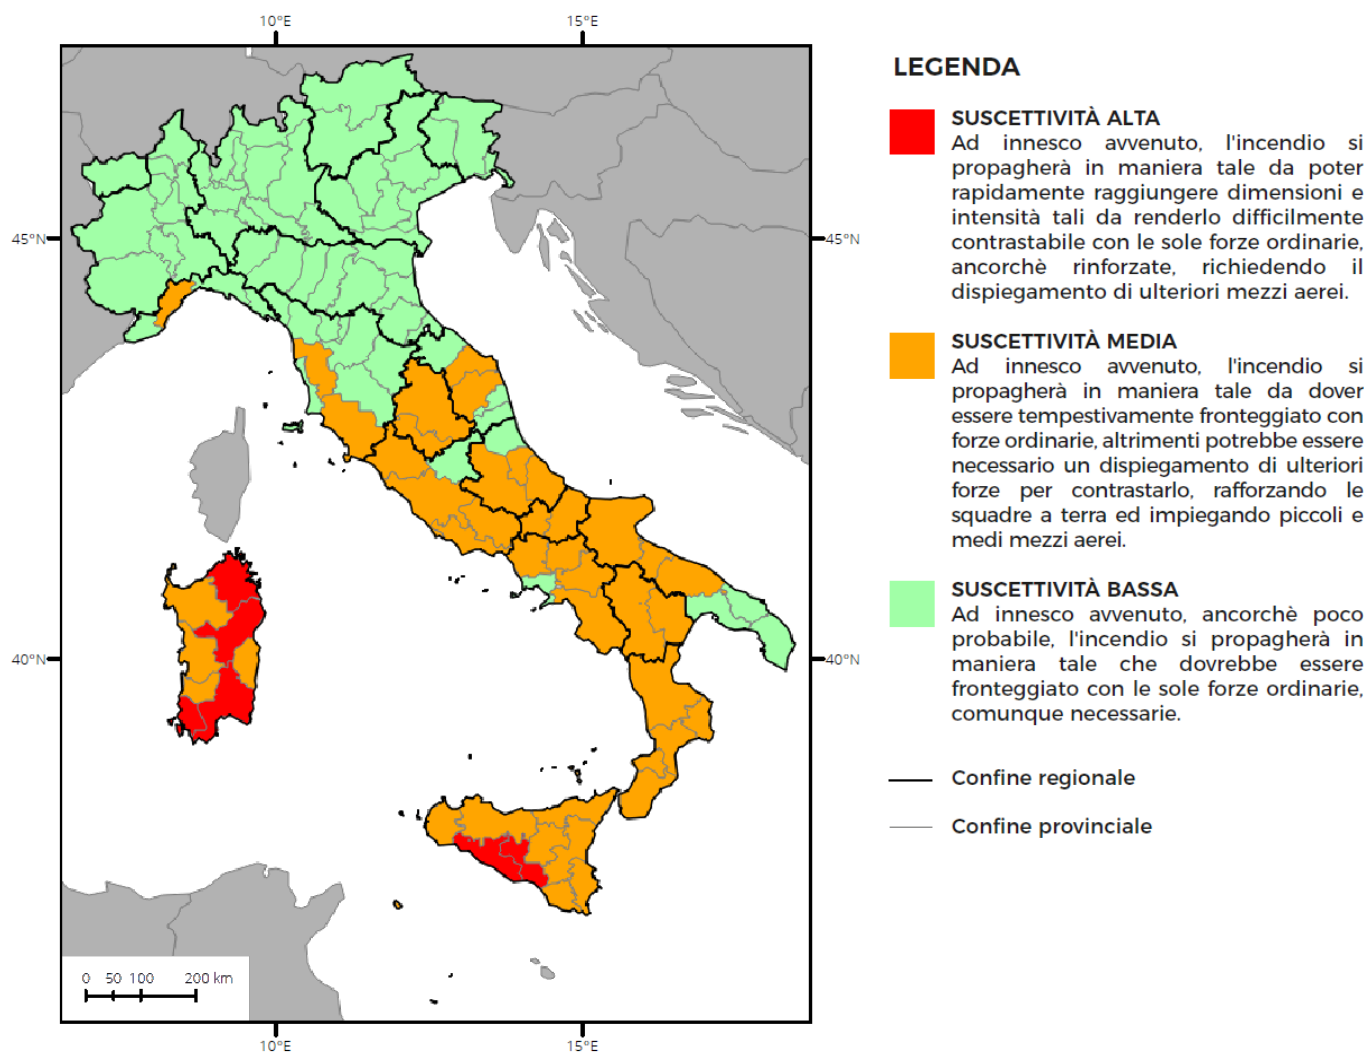 10°E 15°E
45°N 45°N
40°N 40°N
0 50 100 200 km
10°E 15°E
LEGENDA
SUSCETTIVITÀ ALTA
Ad innesco avvenuto, l'incendio si
propagherà in maniera tale da poter
rapidamente raggiungere dimensioni e
intensità tali da renderlo difficilmente
contrastabile con le sole forze ordinarie,
ancorchè rinforzate, richiedendo il
dispiegamento di ulteriori mezzi aerei.
SUSCETTIVITÀ MEDIA
Ad innesco avvenuto, l'incendio si
propagherà in maniera tale da dover
essere tempestivamente fronteggiato con
forze ordinarie, altrimenti potrebbe essere
necessario un dispiegamento di ulteriori
forze per contrastarlo, rafforzando le
squadre a terra ed impiegando piccoli e
medi mezzi aerei.
SUSCETTIVITÀ BASSA
Ad innesco avvenuto, ancorchè poco
probabile, l'incendio si propagherà in
maniera tale che dovrebbe essere
fronteggiato con le sole forze ordinarie,
comunque necessarie.
Confine regionale
Confine provinciale